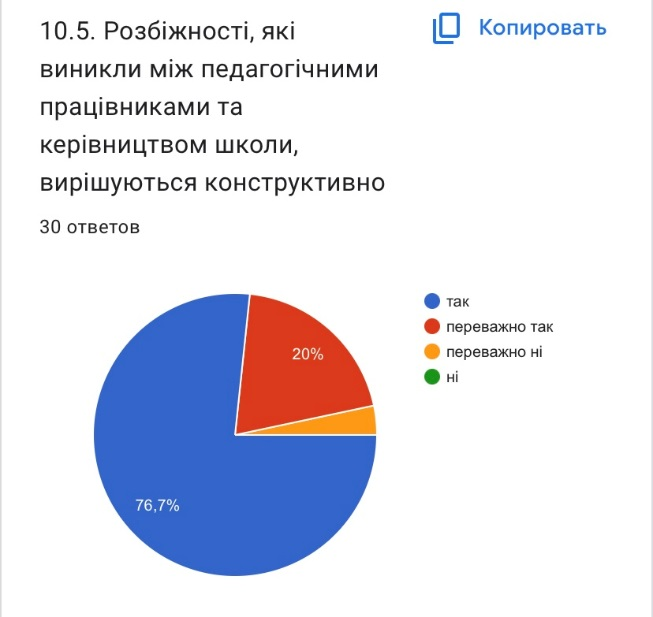 10.5. Розбіжності, які
виникли між педагогічними
працівниками та
керівництвом школи,
вирішуються конструктивно
Копировать
30 ответов
так
переважно так
переважно ні
ні
20%
76,7%